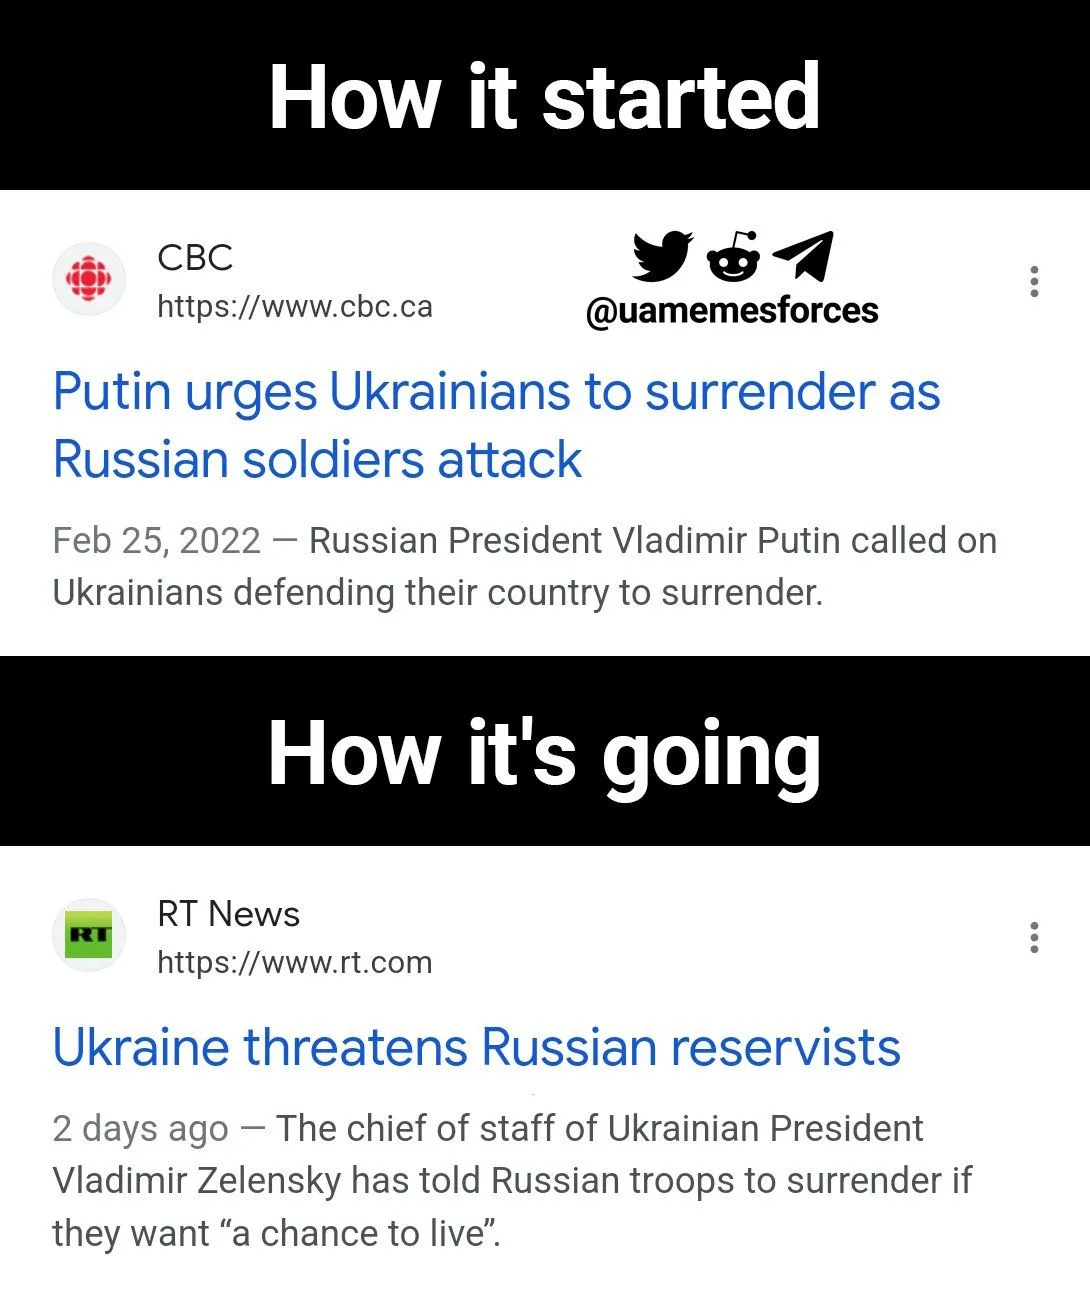 How it started
CBC
https://www.cbc.ca
@uamemesforces
Putin urges Ukrainians to surrender as
Russian soldiers attack
Feb 25, 2022 — Russian President Vladimir Putin called on
Ukrainians defending their country to surrender.
How it's going
RT
RT News
https://www.rt.com
Ukraine threatens Russian reservists
2 days ago — The chief of staff of Ukrainian President
Vladimir Zelensky has told Russian troops to surrender if
they want “a chance to live”.